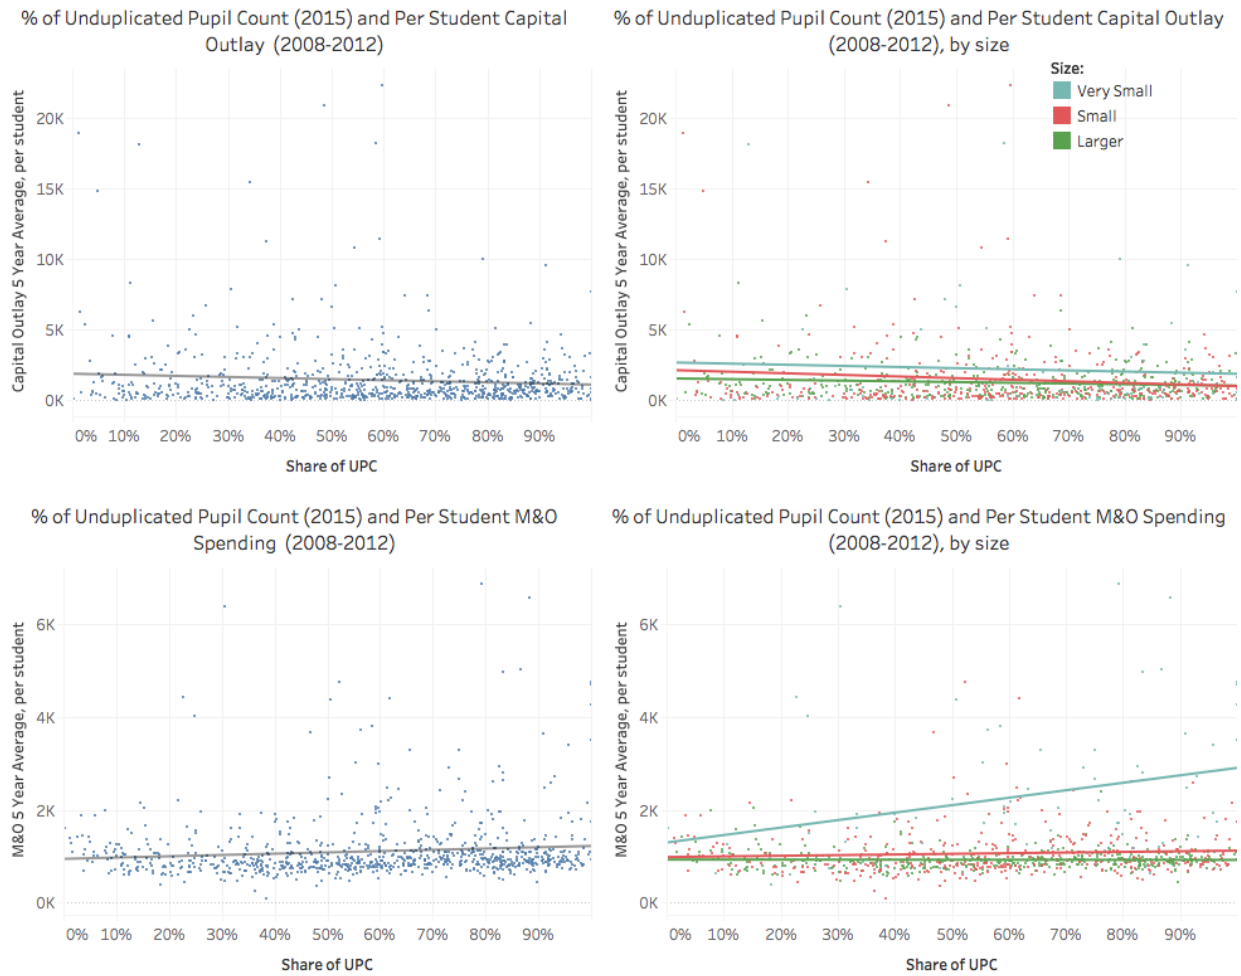 % of Unduplicated Pupil Count (2015) and Per Student Capital
Outlay (2008-2012)
Capital Outlay 5 Year Average, per student
20K
15K
10K
5K
0K
0% 10% 20% 30% 40% 50% 60% 70% 80% 90%
Share of UPC
% of Unduplicated Pupil Count (2015) and Per Student Capital Outlay
(2008-2012), by size
Size:
Very Small
Small
Larger
Capital Outlay 5 Year Average, per student
20K
15K
10K
5K
0K
0% 10% 20% 30% 40% 50% 60% 70% 80% 90%
Share of UPC
% of Unduplicated Pupil Count (2015) and Per Student M&O
Spending (2008-2012)
M&O 5 Year Average, per student
6K
4K
2K
0K
0% 10% 20% 30% 40% 50% 60% 70% 80% 90%
Share of UPC
% of Unduplicated Pupil Count (2015) and Per Student M&O Spending
(2008-2012), by size
M&O 5 Year Average, per student
6K
4K
2K
0K
0% 10% 20% 30% 40% 50% 60% 70% 80% 90%
Share of UPC